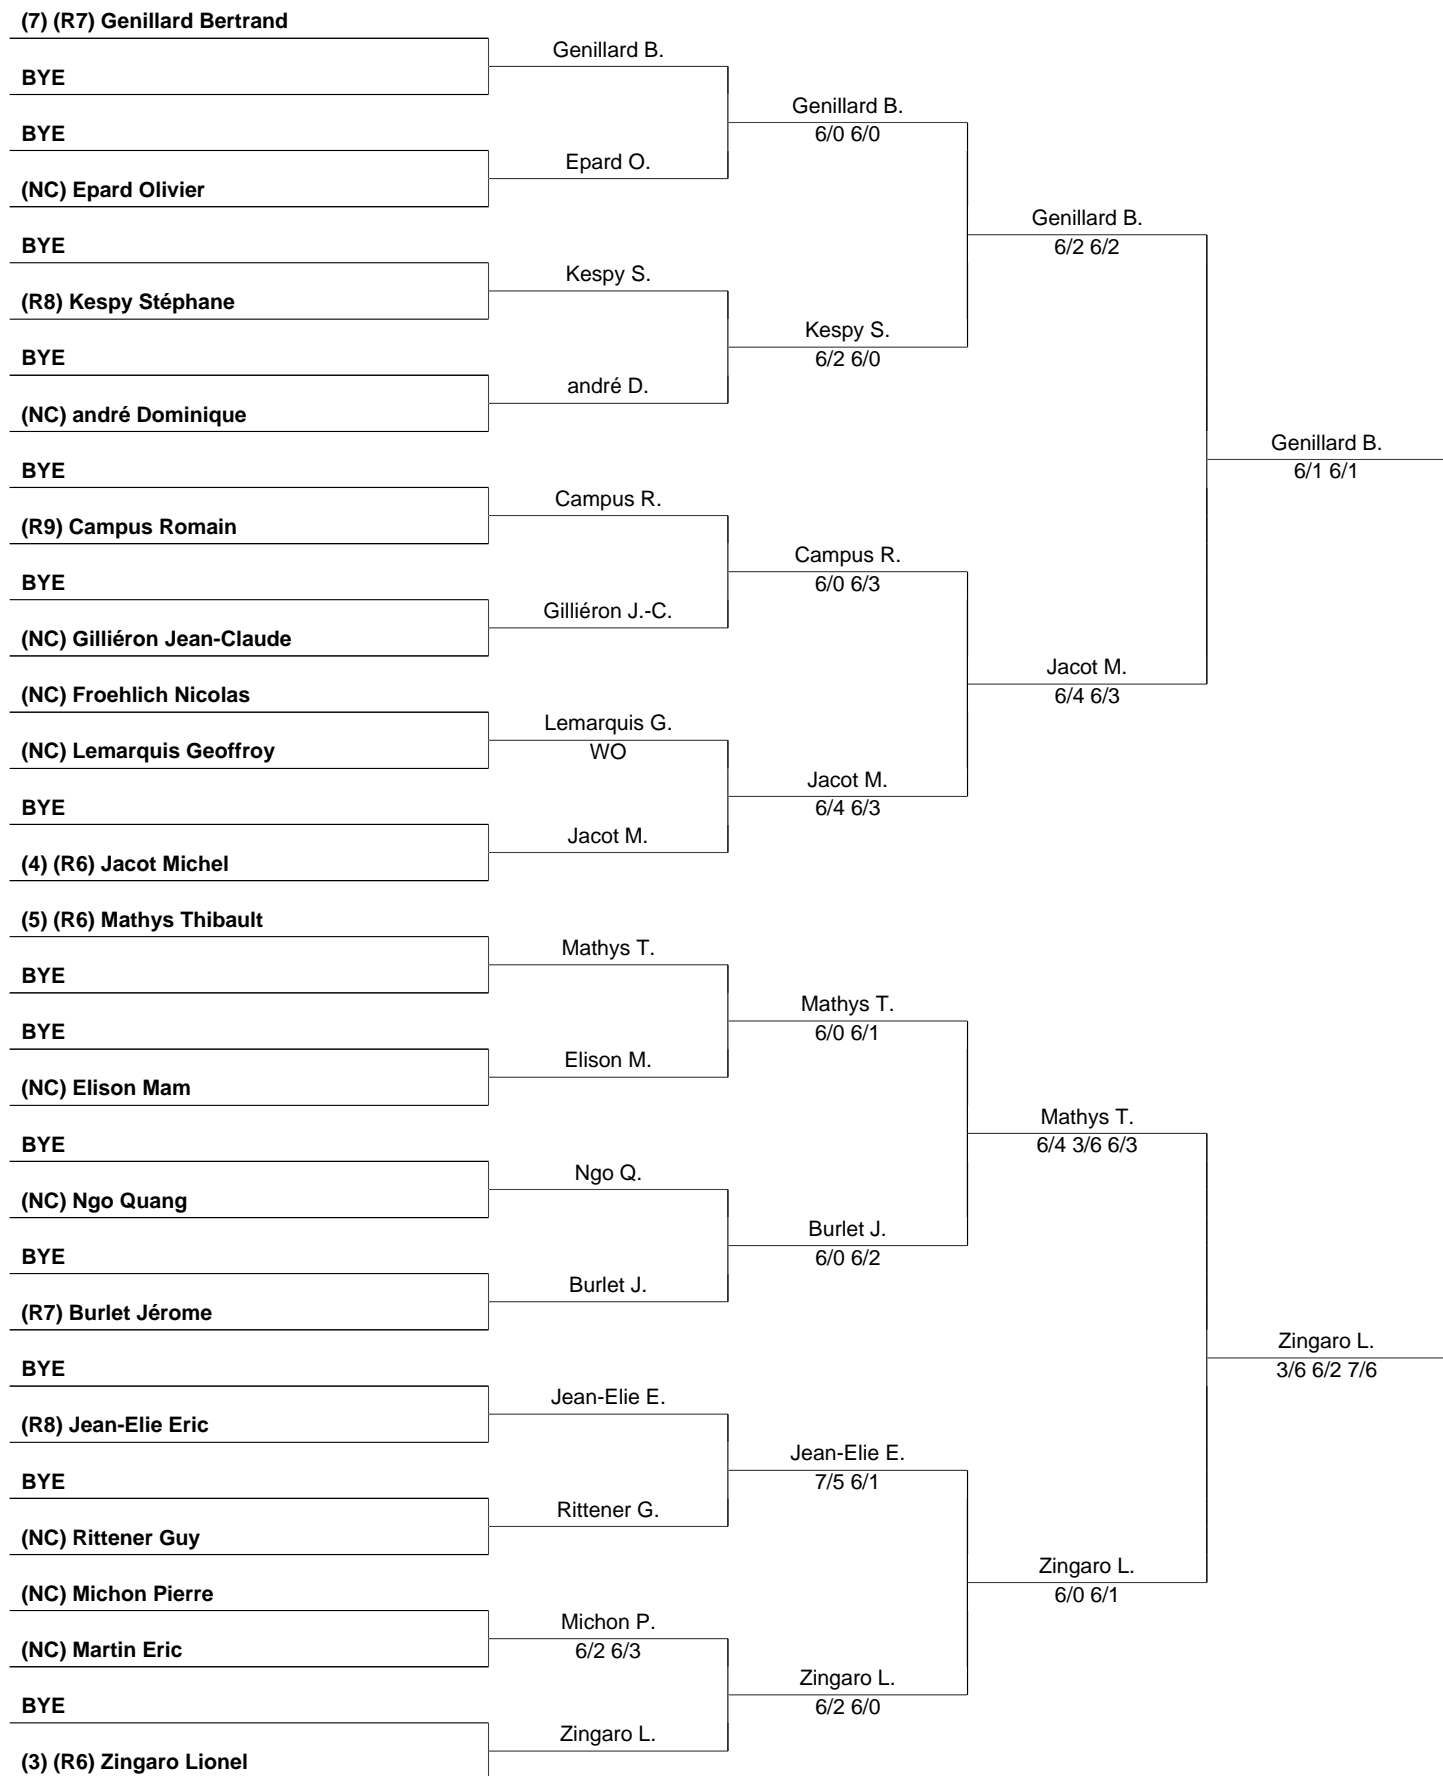 (7) (R7) Genillard Bertrand
BYE
BYE
(NC) Epard Olivier
BYE
(R8) Kespy Stéphane
BYE
(NC) andré Dominique
BYE
(R9) Campus Romain
BYE
(NC) Gilliéron Jean-Claude
(NC) Froehlich Nicolas
(NC) Lemarquis Geoffroy
BYE
(4) (R6) Jacot Michel
(5) (R6) Mathys Thibault
BYE
BYE
(NC) Elison Mam
BYE
(NC) Ngo Quang
BYE
(R7) Burlet Jérome
BYE
(R8) Jean-Elie Eric
BYE
(NC) Rittener Guy
(NC) Michon Pierre
(NC) Martin Eric
BYE
(3) (R6) Zingaro Lionel
Genillard B.
Epard O.
Kespy S.
andré D.
Campus R.
Gilliéron J.-C.
Lemarquis G.
WO
Jacot M.
Mathys T.
Elison M.
Ngo Q.
Burlet J.
Jean-Elie E.
Rittener G.
Michon P.
6/2 6/3
Zingaro L.
Genillard B.
6/0 6/0
Kespy S.
6/2 6/0
Campus R.
6/0 6/3
Jacot M.
6/4 6/3
Mathys T.
6/0 6/1
Burlet J.
6/0 6/2
Jean-Elie E.
7/5 6/1
Zingaro L.
6/2 6/0
Genillard B.
6/2 6/2
Jacot M.
6/4 6/3
Mathys T.
6/4 3/6 6/3
Zingaro L.
6/0 6/1
Genillard B.
6/1 6/1
Zingaro L.
3/6 6/2 7/6